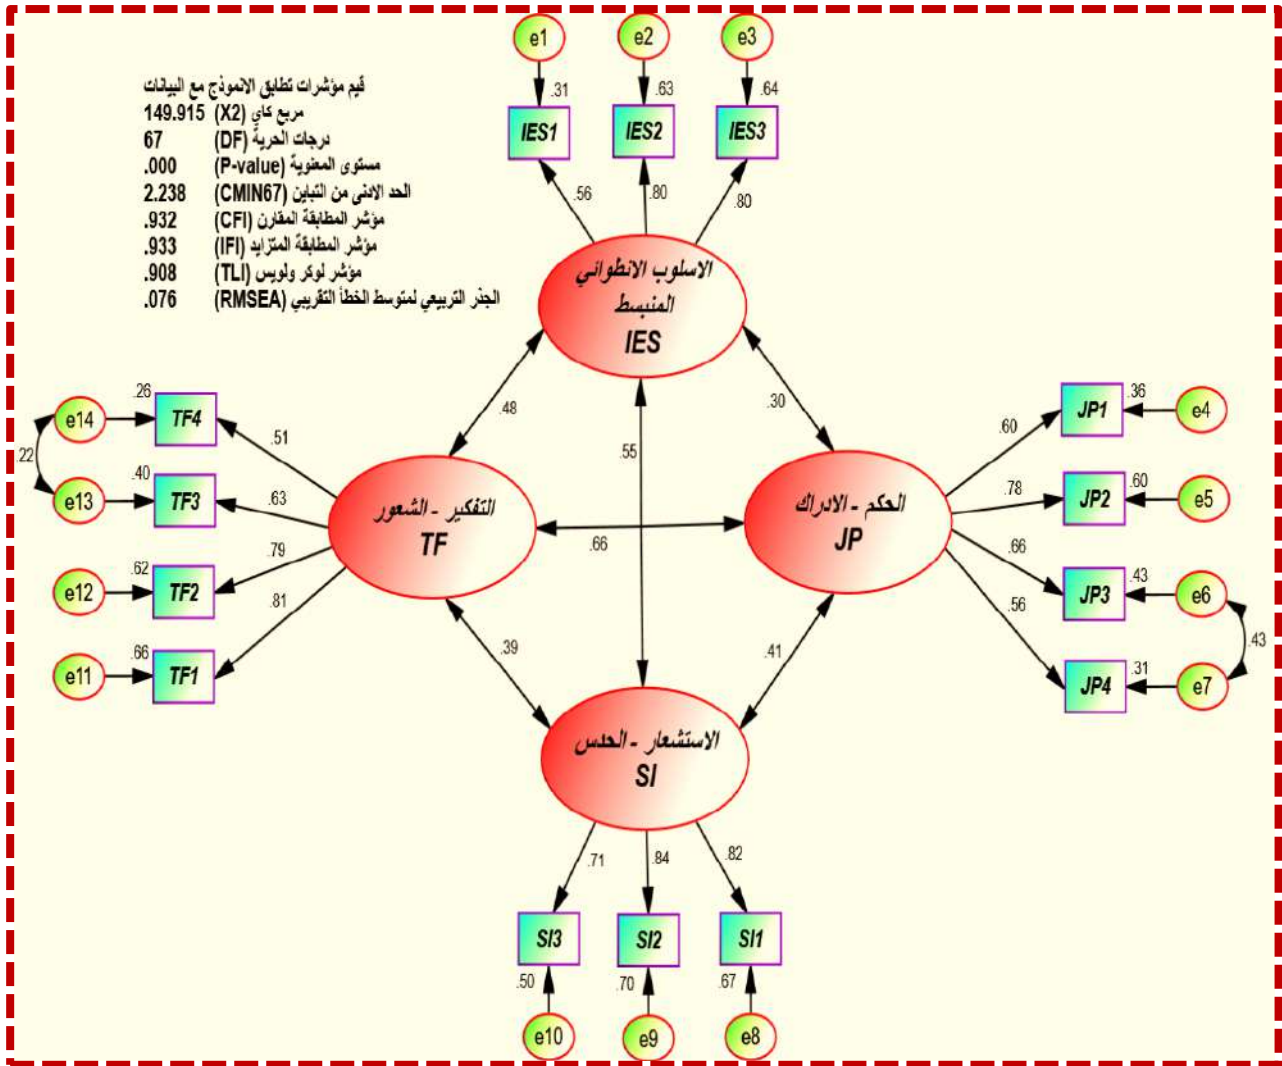 e1 e2 e3
.31 .63 .64
IES1 IES2 IES3
.56 .80 .80
قيم مؤشرات تطابق الانموذج مع البيانات
مربع كاي (X2) 149.915
درجات الحرية (DF) 67
مستوى المعنوية (P-value) .000
الحد الادنى من التباين (CMIN67) 2.238
مؤشر المطابقة المقارن (CFI) .932
مؤشر المطابقة المتزايد (IFI) .933
مؤشر لوكر ولويس (TLI) .908
الجذر التربيعي لمتوسط الخطأ التقريبي (RMSEA) .076
الاسلوب الانطوائي
المنبسط
IES
.48 .55 .30
e14 .26 TF4 .51
.22
e13 .40 TF3 .63
e12 .62 TF2 .79
e11 .66 TF1 .81
التفكير - الشعور
TF
.66
الحكم - الادراك
JP
.60 JP1 .36 e4
.78 JP2 .60 e5
.66 JP3 .43 e6
.43
.56 JP4 .31 e7
.39 .41
الاستشعار - الحدس
SI
.71 .84 .82
SI3 SI2 SI1
.50 .70 .67
e10 e9 e8